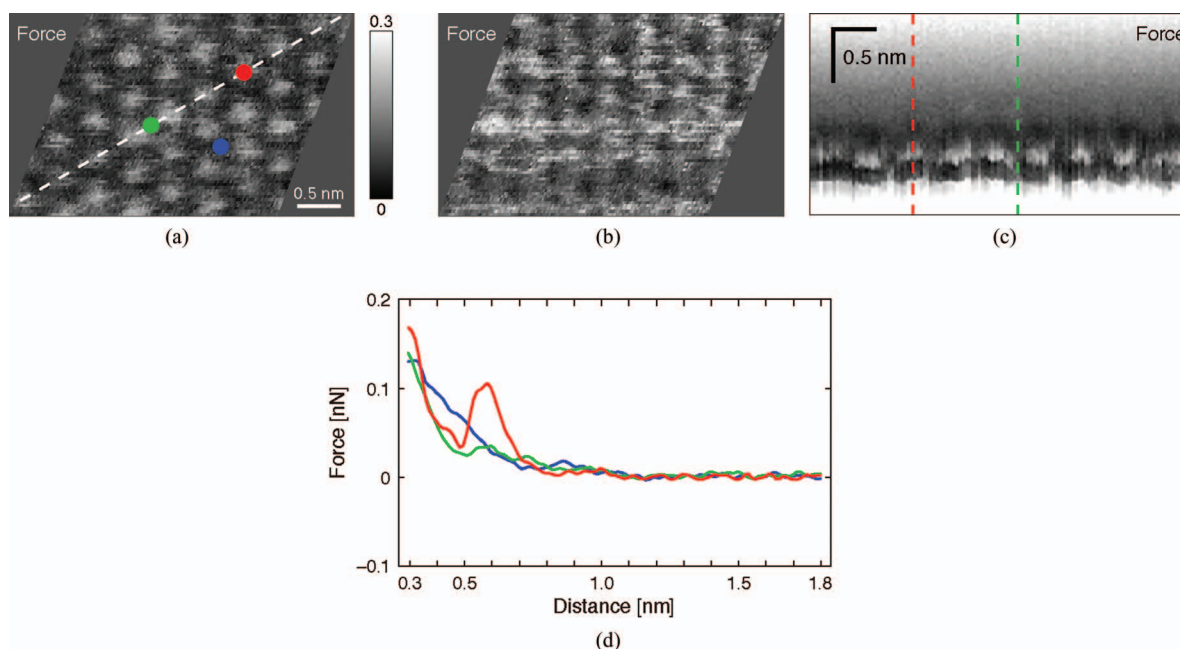 Force
0.3
0
0.5 nm
(a)
(b)
0.5 nm
Force
(c)
0.2
0.1
0
–0.1
Force [nN]
0.3
0.5
1.0
1.5
1.8
Distance [nm]
(d)